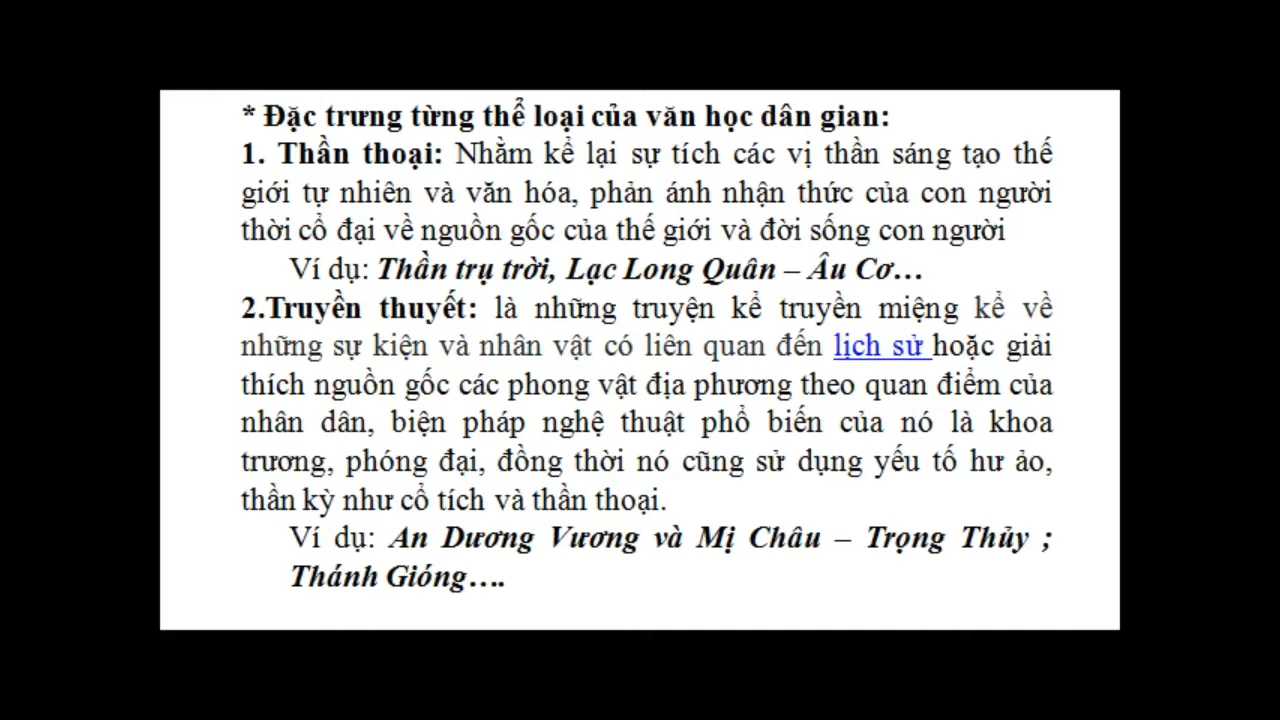 * Đặc trưng từng thể loại của văn học dân gian:
1. Thần thoại: Nhằm kể lại sự tích các vị thần sáng tạo thế
giới tự nhiên và văn hóa, phản ánh nhận thức của con người
thời cổ đại về nguồn gốc của thế giới và đời sống con người
Ví dụ: Thần trụ trời, Lạc Long Quân – Âu Cơ…
2.Truyền thuyết: là những truyện kể truyền miệng kể về
những sự kiện và nhân vật có liên quan đến lịch sử hoặc giải
thích nguồn gốc các phong vật địa phương theo quan điểm của
nhân dân, biện pháp nghệ thuật phổ biến của nó là khoa
trương, phóng đại, đồng thời nó cũng sử dụng yếu tố hư ảo,
thần kỳ như cổ tích và thần thoại.
Ví dụ: An Dương Vương và Mị Châu – Trọng Thủy ;
Thánh Gióng….